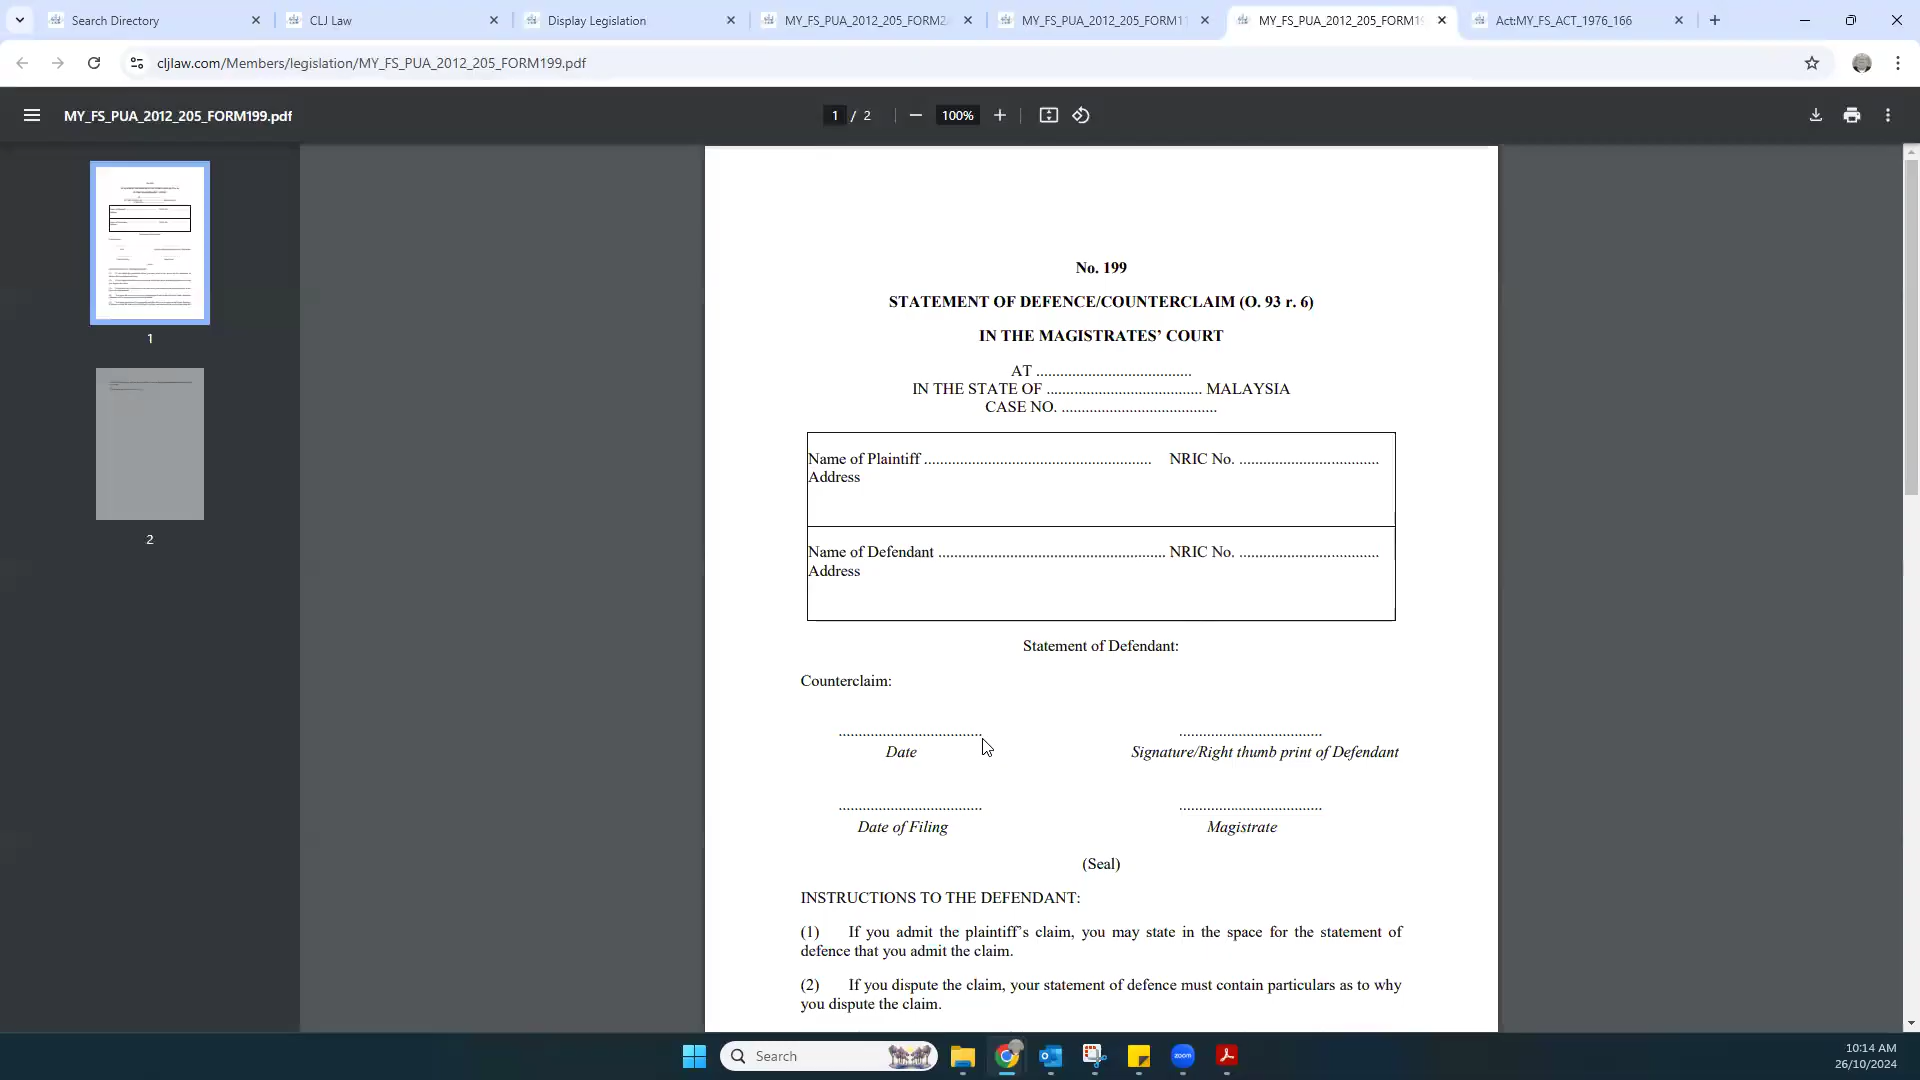 Search Directory
CLJ Law
Display Legislation
MY_FS_PUA_2012_205_FORM2
MY_FS_PUA_2012_205_FORM11
MY_FS_PUA_2012_205_FORM19
Act:MY_FS_ACT_1976_166
cljlaw.com/Members/legislation/MY_FS_PUA_2012_205_FORM199.pdf
MY_FS_PUA_2012_205_FORM199.pdf
1 / 2
100%
1
2
No. 199
STATEMENT OF DEFENCE/COUNTERCLAIM (O. 93 r. 6)
IN THE MAGISTRATES’ COURT
AT .......................................
IN THE STATE OF ....................................... MALAYSIA
CASE NO. .......................................
Name of Plaintiff ......................................................... NRIC No. ...................................
Address
Name of Defendant ......................................................... NRIC No. ...................................
Address
Statement of Defendant:
Counterclaim:
.................................... ....................................
Date Signature/Right thumb print of Defendant
.................................... ....................................
Date of Filing Magistrate
(Seal)
INSTRUCTIONS TO THE DEFENDANT:
(1) If you admit the plaintiff’s claim, you may state in the space for the statement of
defence that you admit the claim.
(2) If you dispute the claim, your statement of defence must contain particulars as to why
you dispute the claim.
Search
zoom
10:14 AM
26/10/2024